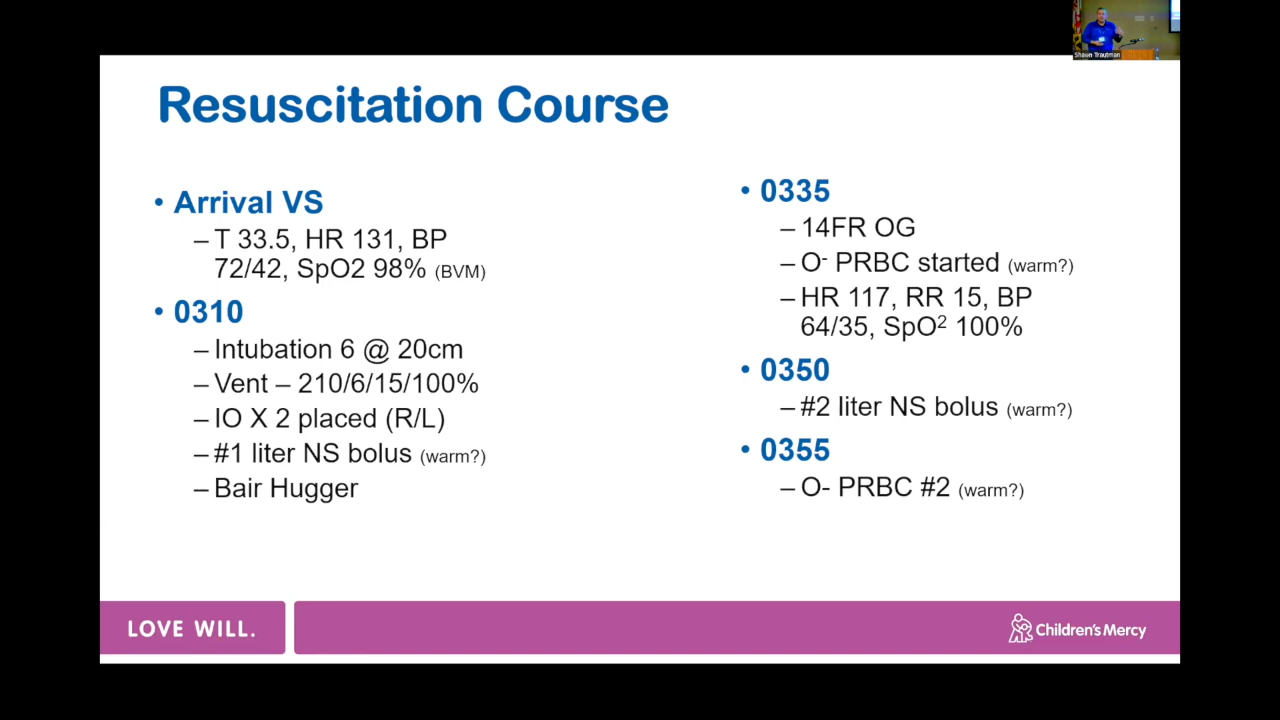 Shawn Trautman
Resuscitation Course
• Arrival VS
– T 33.5, HR 131, BP
72/42, SpO2 98% (BVM)
• 0310
– Intubation 6 @ 20cm
– Vent – 210/6/15/100%
– IO X 2 placed (R/L)
– #1 liter NS bolus (warm?)
– Bair Hugger
• 0335
– 14FR OG
– O- PRBC started (warm?)
– HR 117, RR 15, BP
64/35, SpO² 100%
• 0350
– #2 liter NS bolus (warm?)
• 0355
– O- PRBC #2 (warm?)
LOVE WILL.
Children's Mercy